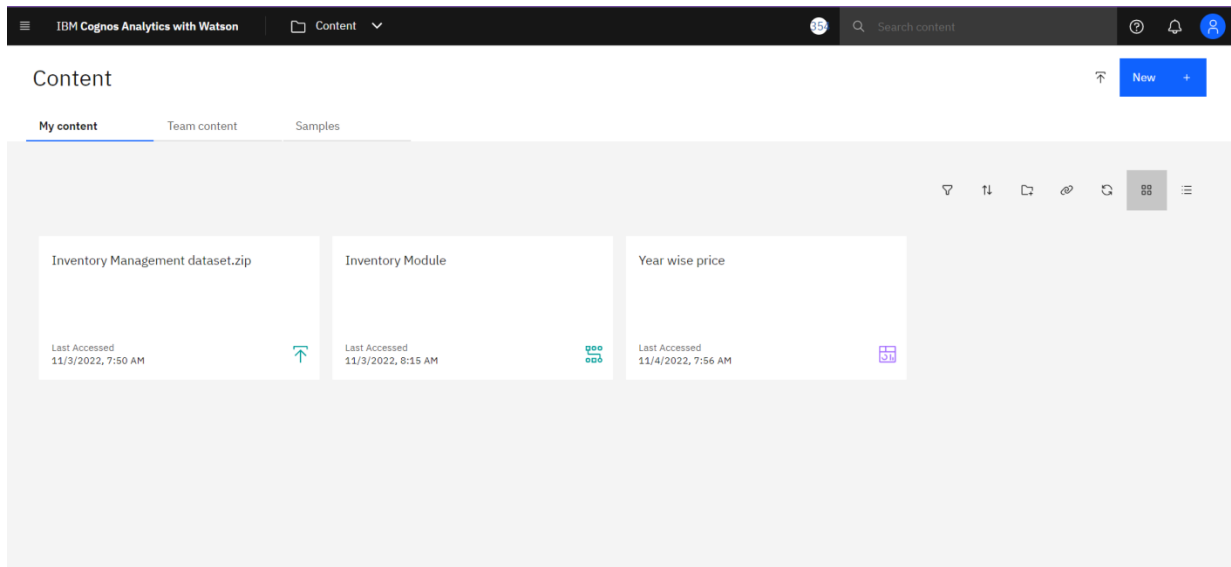 IBM Cognos Analytics with Watson
Content
354
Search content
Content
New +
My content
Team content
Samples
Inventory Management dataset.zip
Last Accessed
11/3/2022, 7:50 AM
Inventory Module
Last Accessed
11/3/2022, 8:15 AM
Year wise price
Last Accessed
11/4/2022, 7:56 AM